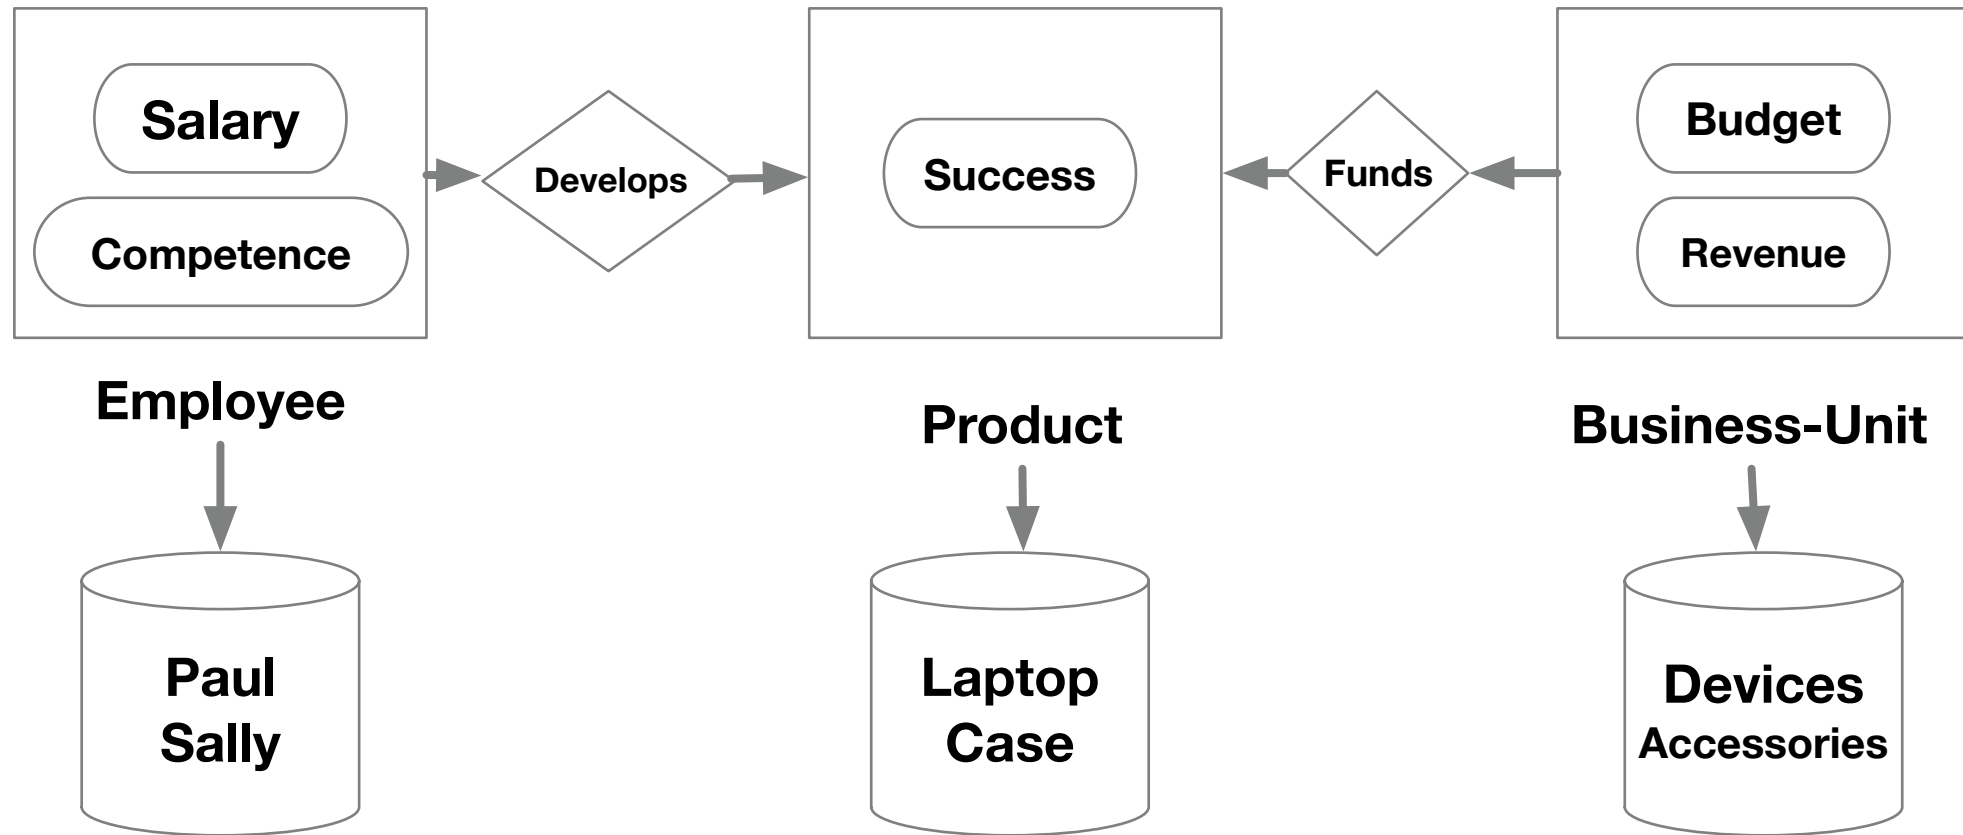 Salary
Competence
Develops
Success
Funds
Budget
Revenue
Employee
Product
Business-Unit
Paul
Sally
Laptop
Case
Devices
Accessories